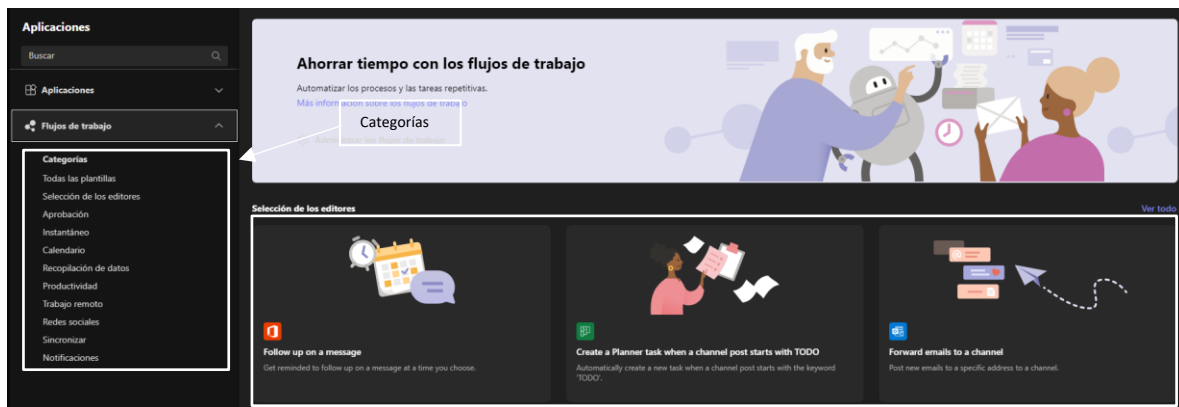 Aplicaciones
Buscar
Aplicaciones
Flujos de trabajo
Categorías
Todas las plantillas
Selección de los editores
Aprobación
Instantáneo
Calendario
Recopilación de datos
Productividad
Trabajo remoto
Redes sociales
Sincronizar
Notificaciones
Ahorrar tiempo con los flujos de trabajo
Automatizar los procesos y las tareas repetitivas.
Más información sobre los flujos de trabajo
Categorías
Administrar los flujos de trabajo
Selección de los editores
Ver todo
Follow up on a message
Get reminded to follow up on a message at a time you choose.
Create a Planner task when a channel post starts with TODO
Automatically create a new task when a channel post starts with the keyword
'TODO'.
Forward emails to a channel
Post new emails to a specific address to a channel.